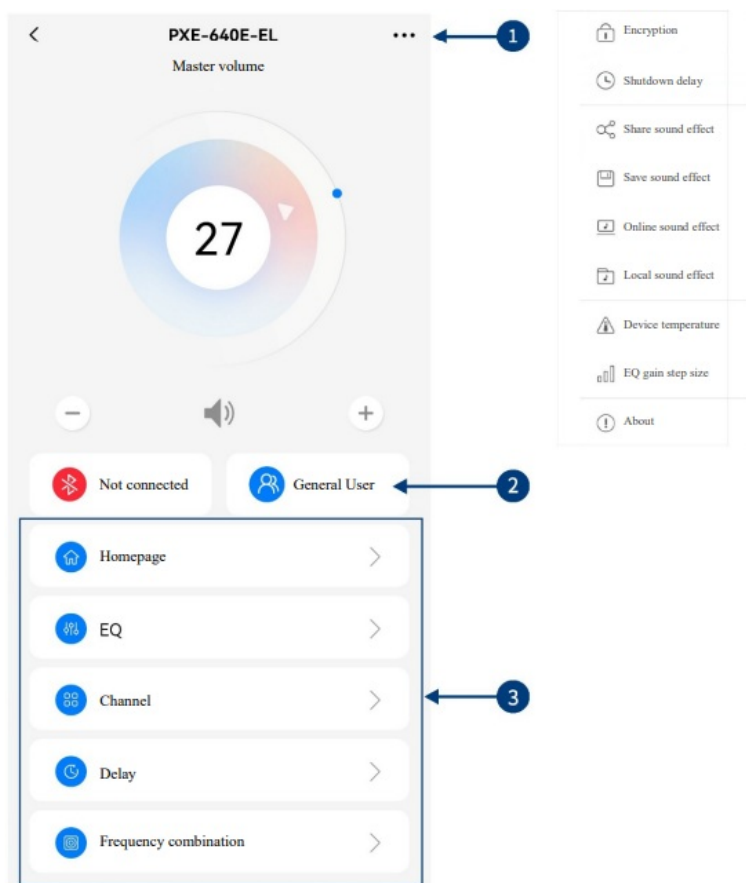 PXE-640E-EL
Master volume
1
27
Not connected
General User
2
Homepage
EQ
Channel
3
Delay
Frequency combination
Encryption
Shutdown delay
Share sound effect
Save sound effect
Online sound effect
Local sound effect
Device temperature
EQ gain step size
About